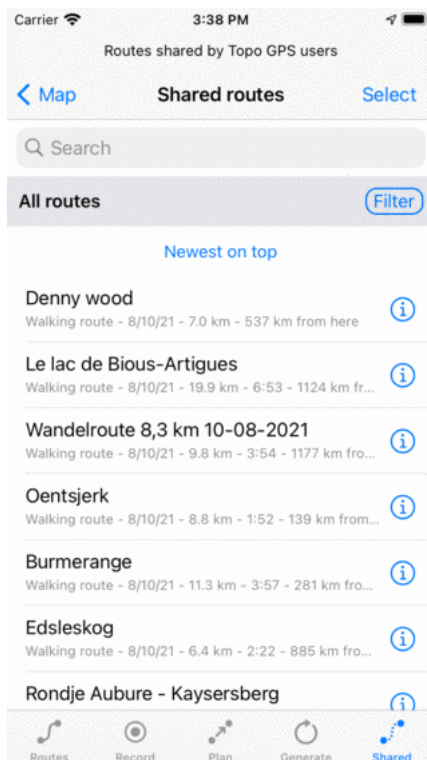 Carrier 3:38 PM
Routes shared by Topo GPS users
Map Shared routes Select
Search
All routes Filter
Newest on top
Denny wood
Walking route - 8/10/21 - 7.0 km - 537 km from here
Le lac de Bious-Artigues
Walking route - 8/10/21 - 19.9 km - 6:53 - 1124 km fr...
Wandelroute 8,3 km 10-08-2021
Walking route - 8/10/21 - 9.8 km - 3:54 - 1177 km fro...
Oentsjerk
Walking route - 8/10/21 - 8.8 km - 1:52 - 139 km from...
Burmerange
Walking route - 8/10/21 - 11.3 km - 3:57 - 281 km fro...
Edsleskog
Walking route - 8/10/21 - 6.4 km - 2:22 - 885 km fro...
Rondje Aubure - Kaysersberg
Routes Record Plan Generate Shared